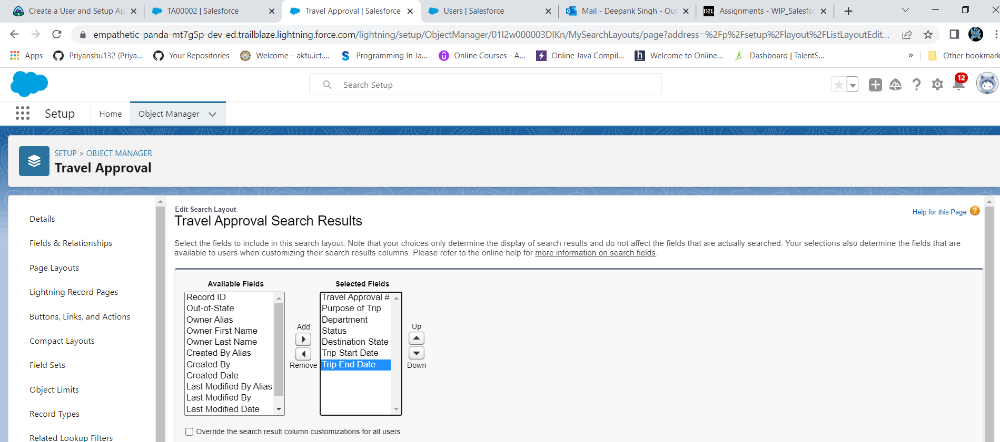 Create a User and Setup Ap
TA00002 | Salesforce
Travel Approval | Salesforce
Users | Salesforce
Mail - Deepank Singh - Out
D2L Assignments - WIP_Salesfo
empathetic-panda-mt7g5p-dev-ed.trailblaze.lightning.force.com/lightning/setup/ObjectManager/01I2w000003DIKn/MySearchLayouts/page?address=%2Fp%2Fsetup%2Flayout%2FListLayoutEdit...
Apps
Priyanshu132 (Priya...
Your Repositories
Welcome – aktu.ict....
Programming In Ja...
Online Courses - A...
Online Java Compil...
h Welcome to Online...
Dashboard | TalentS...
»
Other bookmark
Search Setup
12
Setup
Home
Object Manager
SETUP > OBJECT MANAGER
Travel Approval
Details
Fields & Relationships
Page Layouts
Lightning Record Pages
Buttons, Links, and Actions
Compact Layouts
Field Sets
Object Limits
Record Types
Related Lookup Filters
Edit Search Layout
Travel Approval Search Results
Help for this Page ?
Select the fields to include in this search layout. Note that your choices only determine the display of search results and do not affect the fields that are actually searched. Your selections also determine the fields that are
available to users when customizing their search results columns. Please refer to the online help for more information on search fields.
Available Fields
Record ID
Out-of-State
Owner Alias
Owner First Name
Owner Last Name
Created By Alias
Created By
Created Date
Last Modified By Alias
Last Modified By
Last Modified Date
Add
Remove
Selected Fields
Travel Approval #
Purpose of Trip
Department
Status
Destination State
Trip Start Date
Trip End Date
Up
Down
Override the search result column customizations for all users